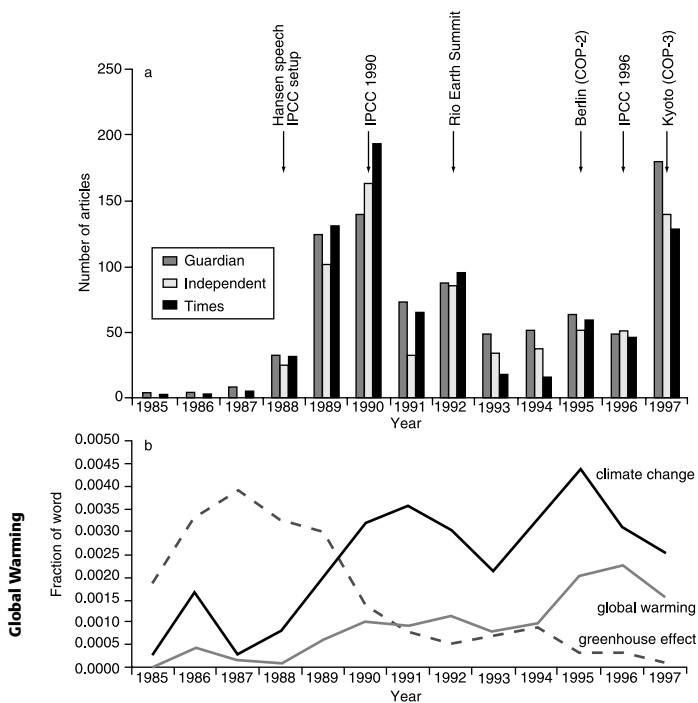 a
Hansen speech
IPCC setup
IPCC 1990
Rio Earth Summit
Berlin (COP-2)
IPCC 1996
Kyoto (COP-3)
250
200
150
100
50
0
Number of articles
Guardian
Independent
Times
1985 1986 1987 1988 1989 1990 1991 1992 1993 1994 1995 1996 1997
Year
Global Warming
b
0.0050
0.0045
0.0040
0.0035
0.0030
0.0025
0.0020
0.0015
0.0010
0.0005
0.0000
Fraction of word
climate change
global warming
greenhouse effect
1985 1986 1987 1988 1989 1990 1991 1992 1993 1994 1995 1996 1997
Year